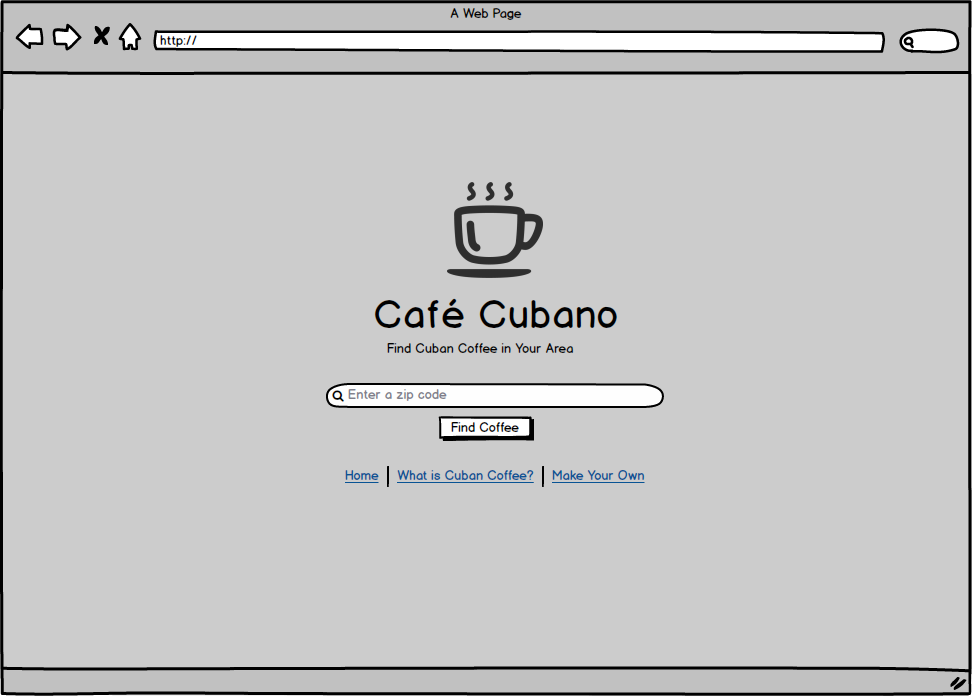 A Web Page
http://
Café Cubano
Find Cuban Coffee in Your Area
Enter a zip code
Find Coffee
Home What is Cuban Coffee? Make Your Own